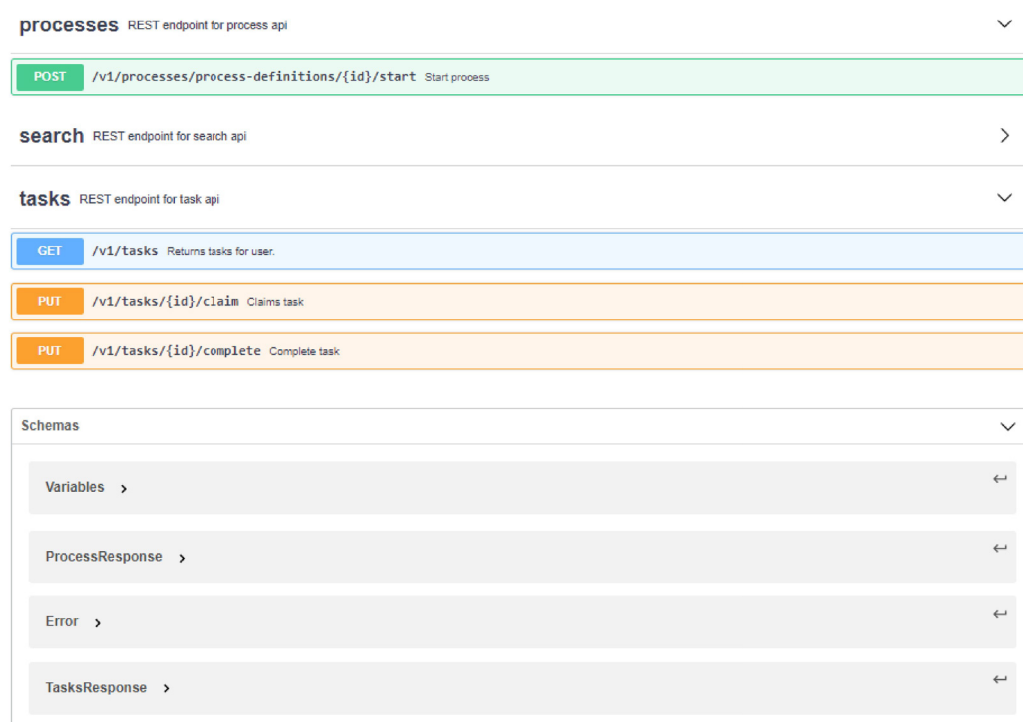 processes REST endpoint for process api
POST /v1/processes/process-definitions/{id}/start Start process
search REST endpoint for search api
tasks REST endpoint for task api
GET /v1/tasks Returns tasks for user.
PUT /v1/tasks/{id}/claim Claims task
PUT /v1/tasks/{id}/complete Complete task
Schemas
Variables
ProcessResponse
Error
TasksResponse